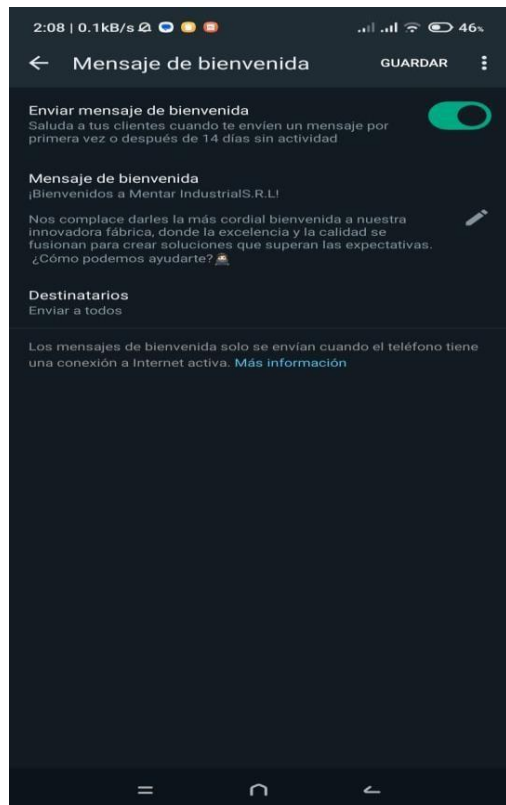 2:08 | 0.1kB/s 46%
Mensaje de bienvenida GUARDAR
Enviar mensaje de bienvenida
Saluda a tus clientes cuando te envíen un mensaje por
primera vez o después de 14 días sin actividad
Mensaje de bienvenida
¡Bienvenidos a Mentar IndustrialS.R.L!
Nos complace darles la más cordial bienvenida a nuestra
innovadora fábrica, donde la excelencia y la calidad se
fusionan para crear soluciones que superan las expectativas.
¿Cómo podemos ayudarte?
Destinatarios
Enviar a todos
Los mensajes de bienvenida solo se envían cuando el teléfono tiene
una conexión a Internet activa. Más información